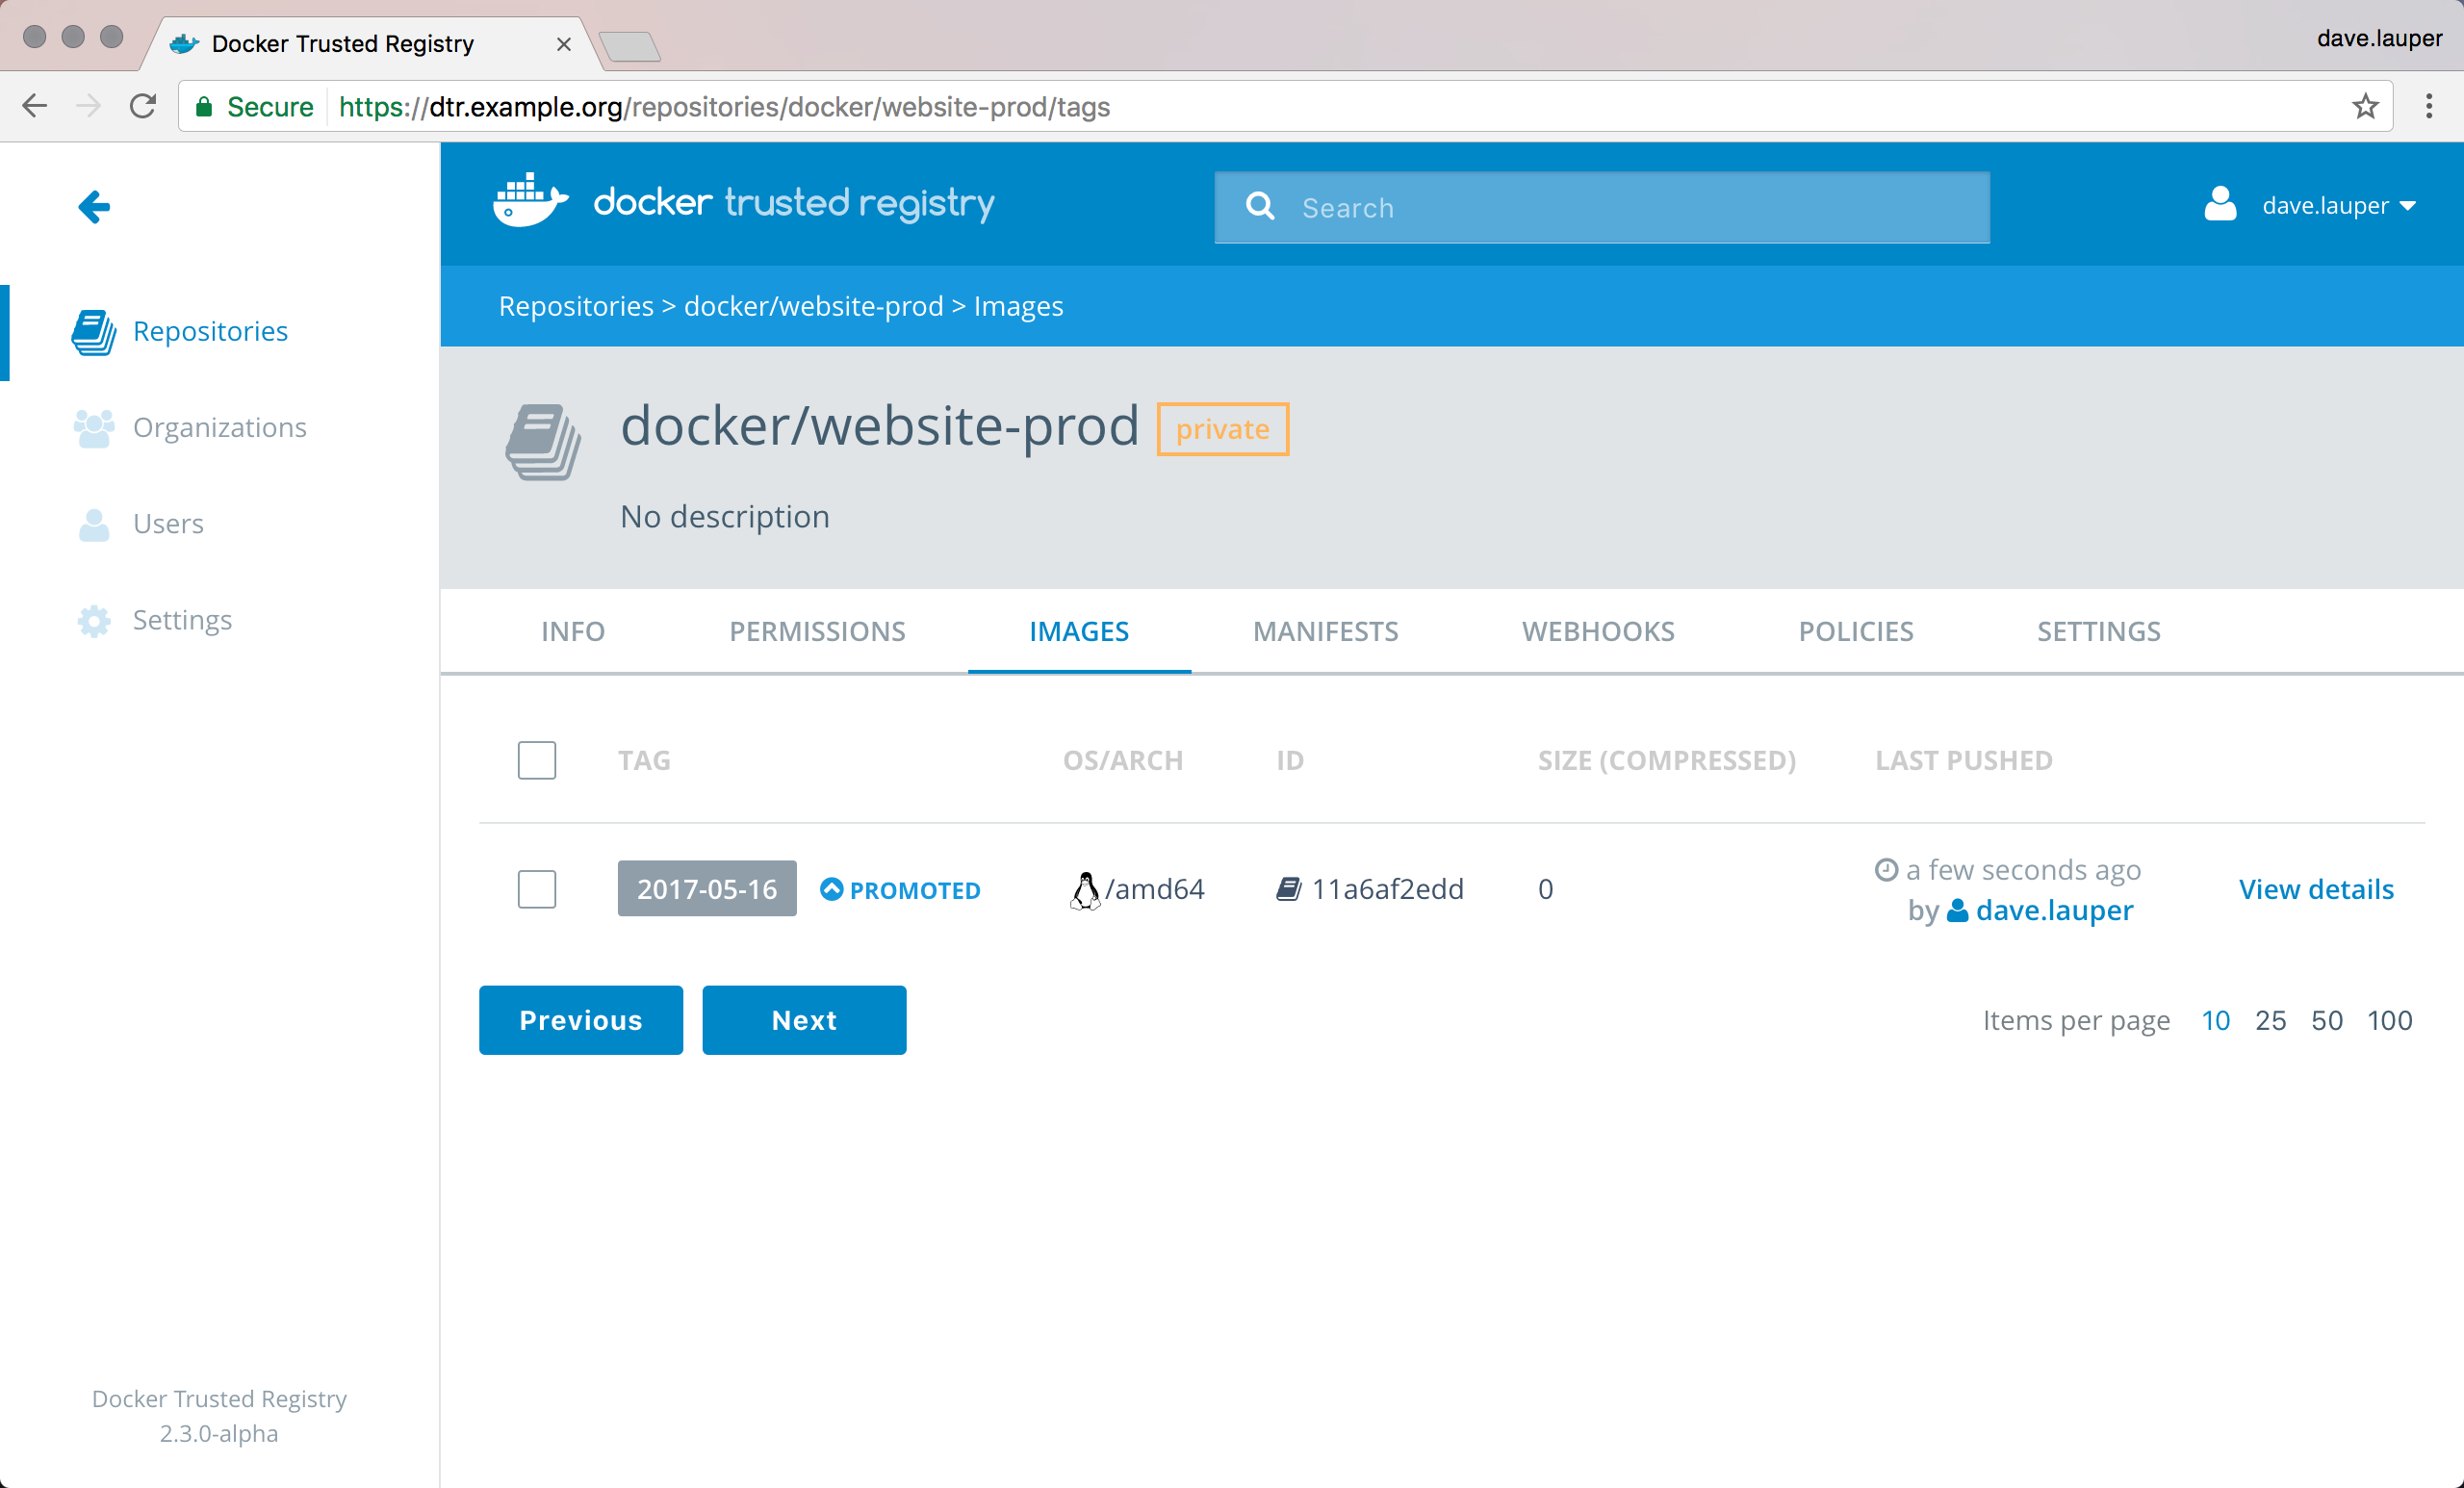 Docker Trusted Registry
dave.lauper
Secure https://dtr.example.org/repositories/docker/website-prod/tags
docker trusted registry
Search
dave.lauper
Repositories > docker/website-prod > Images
Repositories
Organizations
Users
Settings
docker/website-prod private
No description
INFO PERMISSIONS IMAGES MANIFESTS WEBHOOKS POLICIES SETTINGS
TAG OS/ARCH ID SIZE (COMPRESSED) LAST PUSHED
2017-05-16 PROMOTED /amd64 11a6af2edd 0 a few seconds ago
by dave.lauper
View details
Previous Next
Items per page 10 25 50 100
Docker Trusted Registry
2.3.0-alpha